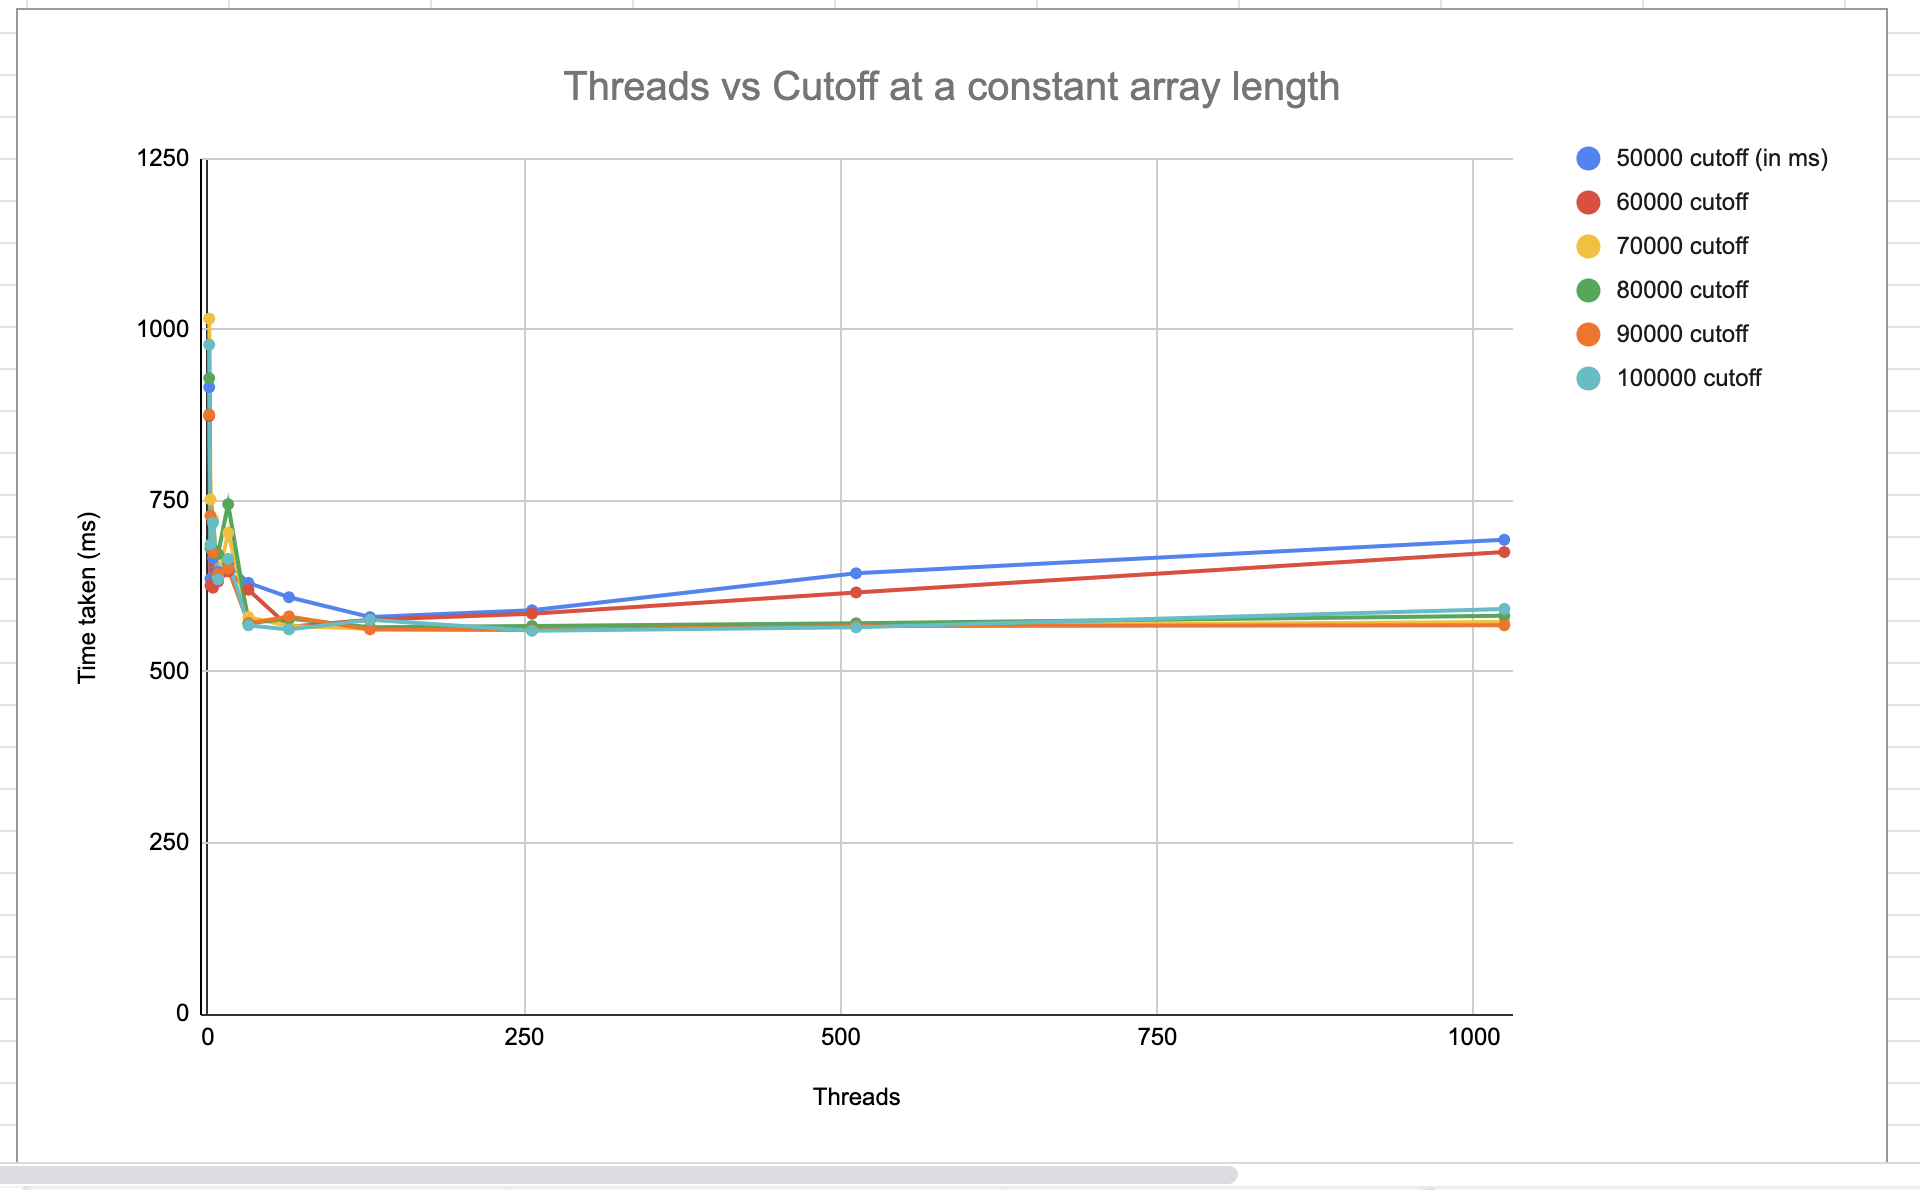 Threads vs Cutoff at a constant array length
1250
1000
750
500
250
0
Time taken (ms)
0 250 500 750 1000
Threads
50000 cutoff (in ms)
60000 cutoff
70000 cutoff
80000 cutoff
90000 cutoff
100000 cutoff